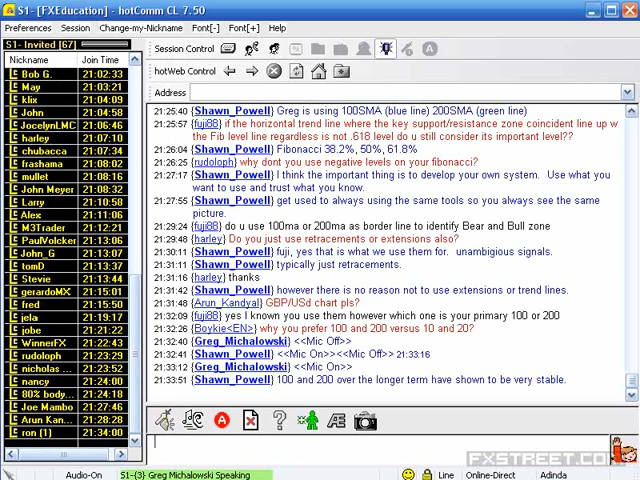 S1- [FXEducation] - hotComm CL 7.50
Preferences Session Change-my-Nickname Font[-] Font[+] Help
S1- Invited [67]
Nickname Join Time
Bob G. 21:02:33
May 21:03:21
klix 21:04:09
John 21:04:58
JocelynLMC 21:06:46
harley 21:07:10
chubacca 21:07:34
frashama 21:08:02
mullet 21:08:16
John Meyer 21:08:32
Larry 21:10:58
Alex 21:11:06
M3Trader 21:12:21
PaulVolcker 21:13:06
John_G 21:13:07
tomD 21:13:37
Stevie 21:13:44
gerardoMX 21:15:01
fred 21:15:50
jela 21:19:17
jobe 21:21:22
WinnerFX 21:22:40
rudoloph 21:23:29
nicholas ... 21:23:52
nancy 21:24:00
80% body... 21:24:18
Joe Mambo 21:27:46
Arun Kan... 21:28:28
ron (1) 21:34:00
Session Control
hotWeb Control
Address
21:25:40 {Shawn_Powell} Greg is using 100SMA (blue line) 200SMA (green line)
21:25:57 {fuji88} if the horizontal trend line where the key support/resistance zone coincident line up w
the Fib level line regardless is not .618 level do u still consider its important level??
21:26:04 {Shawn_Powell} Fibonacci 38.2%, 50%, 61.8%
21:26:25 {rudoloph} why dont you use negative levels on your fibonacci?
21:27:17 {Shawn_Powell} I think the important thing is to develop your own system. Use what you
want to use and trust what you know.
21:27:55 {Shawn_Powell} get used to always using the same tools so you always see the same
picture.
21:29:24 {fuji88} do u use 100ma or 200ma as border line to identify Bear and Bull zone
21:29:48 {harley} Do you just use retracements or extensions also?
21:30:11 {Shawn_Powell} fuji, yes that is what we use them for. unambigious signals.
21:31:11 {Shawn_Powell} typically just retracements.
21:31:16 {harley} thanks
21:31:42 {Shawn_Powell} however there is no reason not to use extensions or trend lines.
21:31:48 {Arun_Kandyal} GBP/USd chart pls?
21:32:09 {fuji88} yes I known you use them however which one is your primary 100 or 200
21:32:26 {Boykie<EN>} why you prefer 100 and 200 versus 10 and 20?
21:32:43 {Greg_Michalowski} <<Mic Off>>
21:32:41 {Shawn_Powell} <<Mic On>><<Mic Off>> 21:33:16
21:33:12 {Greg_Michalowski} <<Mic On>>
21:33:51 {Shawn_Powell} 100 and 200 over the longer term have shown to be very stable.
FXSTREET.COM
Audio-On S1-{3} Greg Michalowski Speaking Line Online-Direct Adinda